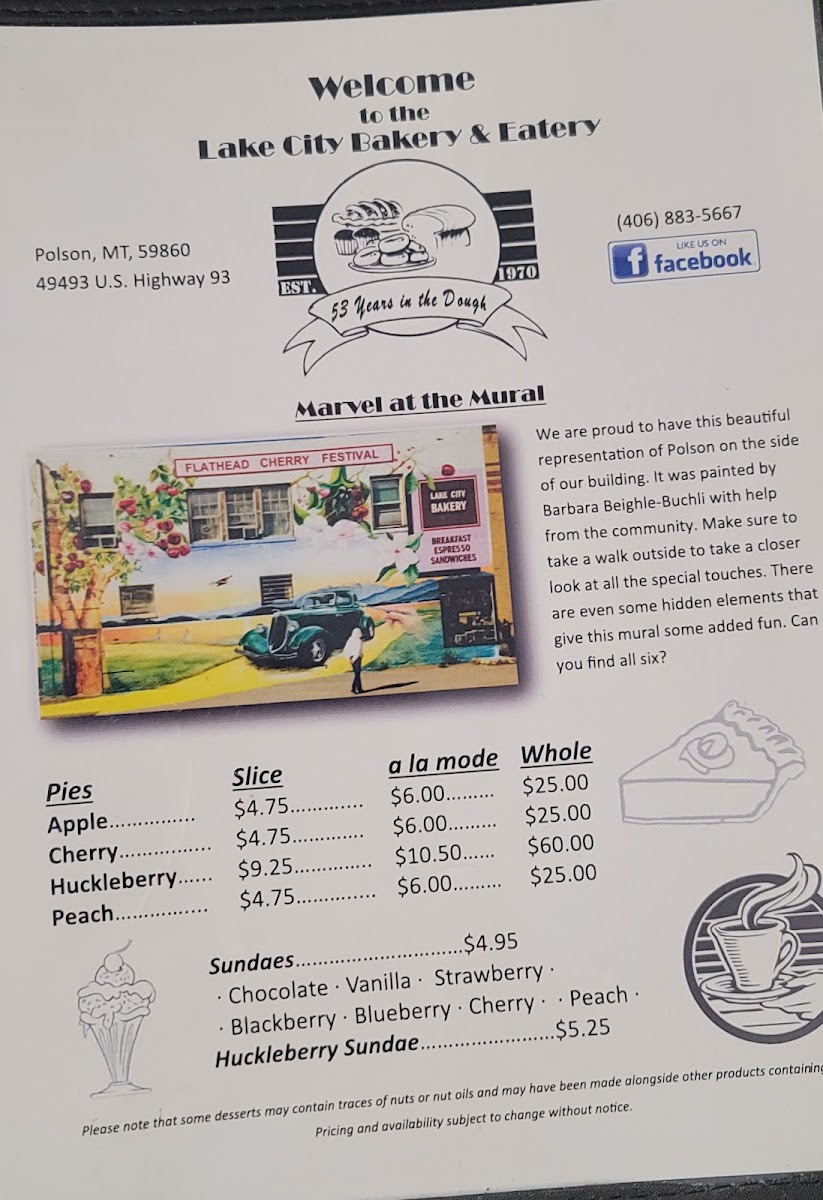 Welcome
to the
Lake City Bakery & Eatery
Polson, MT, 59860
49493 U.S. Highway 93
EST. 1970
53 Years in the Dough
(406) 883-5667
LIKE US ON
f facebook
Marvel at the Mural
FLATHEAD CHERRY FESTIVAL
LAKE CITY
BAKERY
BREAKFAST
ESPRESSO
SANDWICHES
We are proud to have this beautiful
representation of Polson on the side
of our building. It was painted by
Barbara Beighle-Buchli with help
from the community. Make sure to
take a walk outside to take a closer
look at all the special touches. There
are even some hidden elements that
give this mural some added fun. Can
you find all six?
Pies Slice a la mode Whole
Apple.............. $4.75............. $6.00......... $25.00
Cherry................ $4.75............. $6.00......... $25.00
Huckleberry...... $9.25.............. $10.50...... $60.00
Peach................ $4.75.............. $6.00......... $25.00
Sundaes..............................$4.95
· Chocolate · Vanilla · Strawberry ·
· Blackberry · Blueberry · Cherry · · Peach ·
Huckleberry Sundae........................$5.25
Please note that some desserts may contain traces of nuts or nut oils and may have been made alongside other products containing
Pricing and availability subject to change without notice.